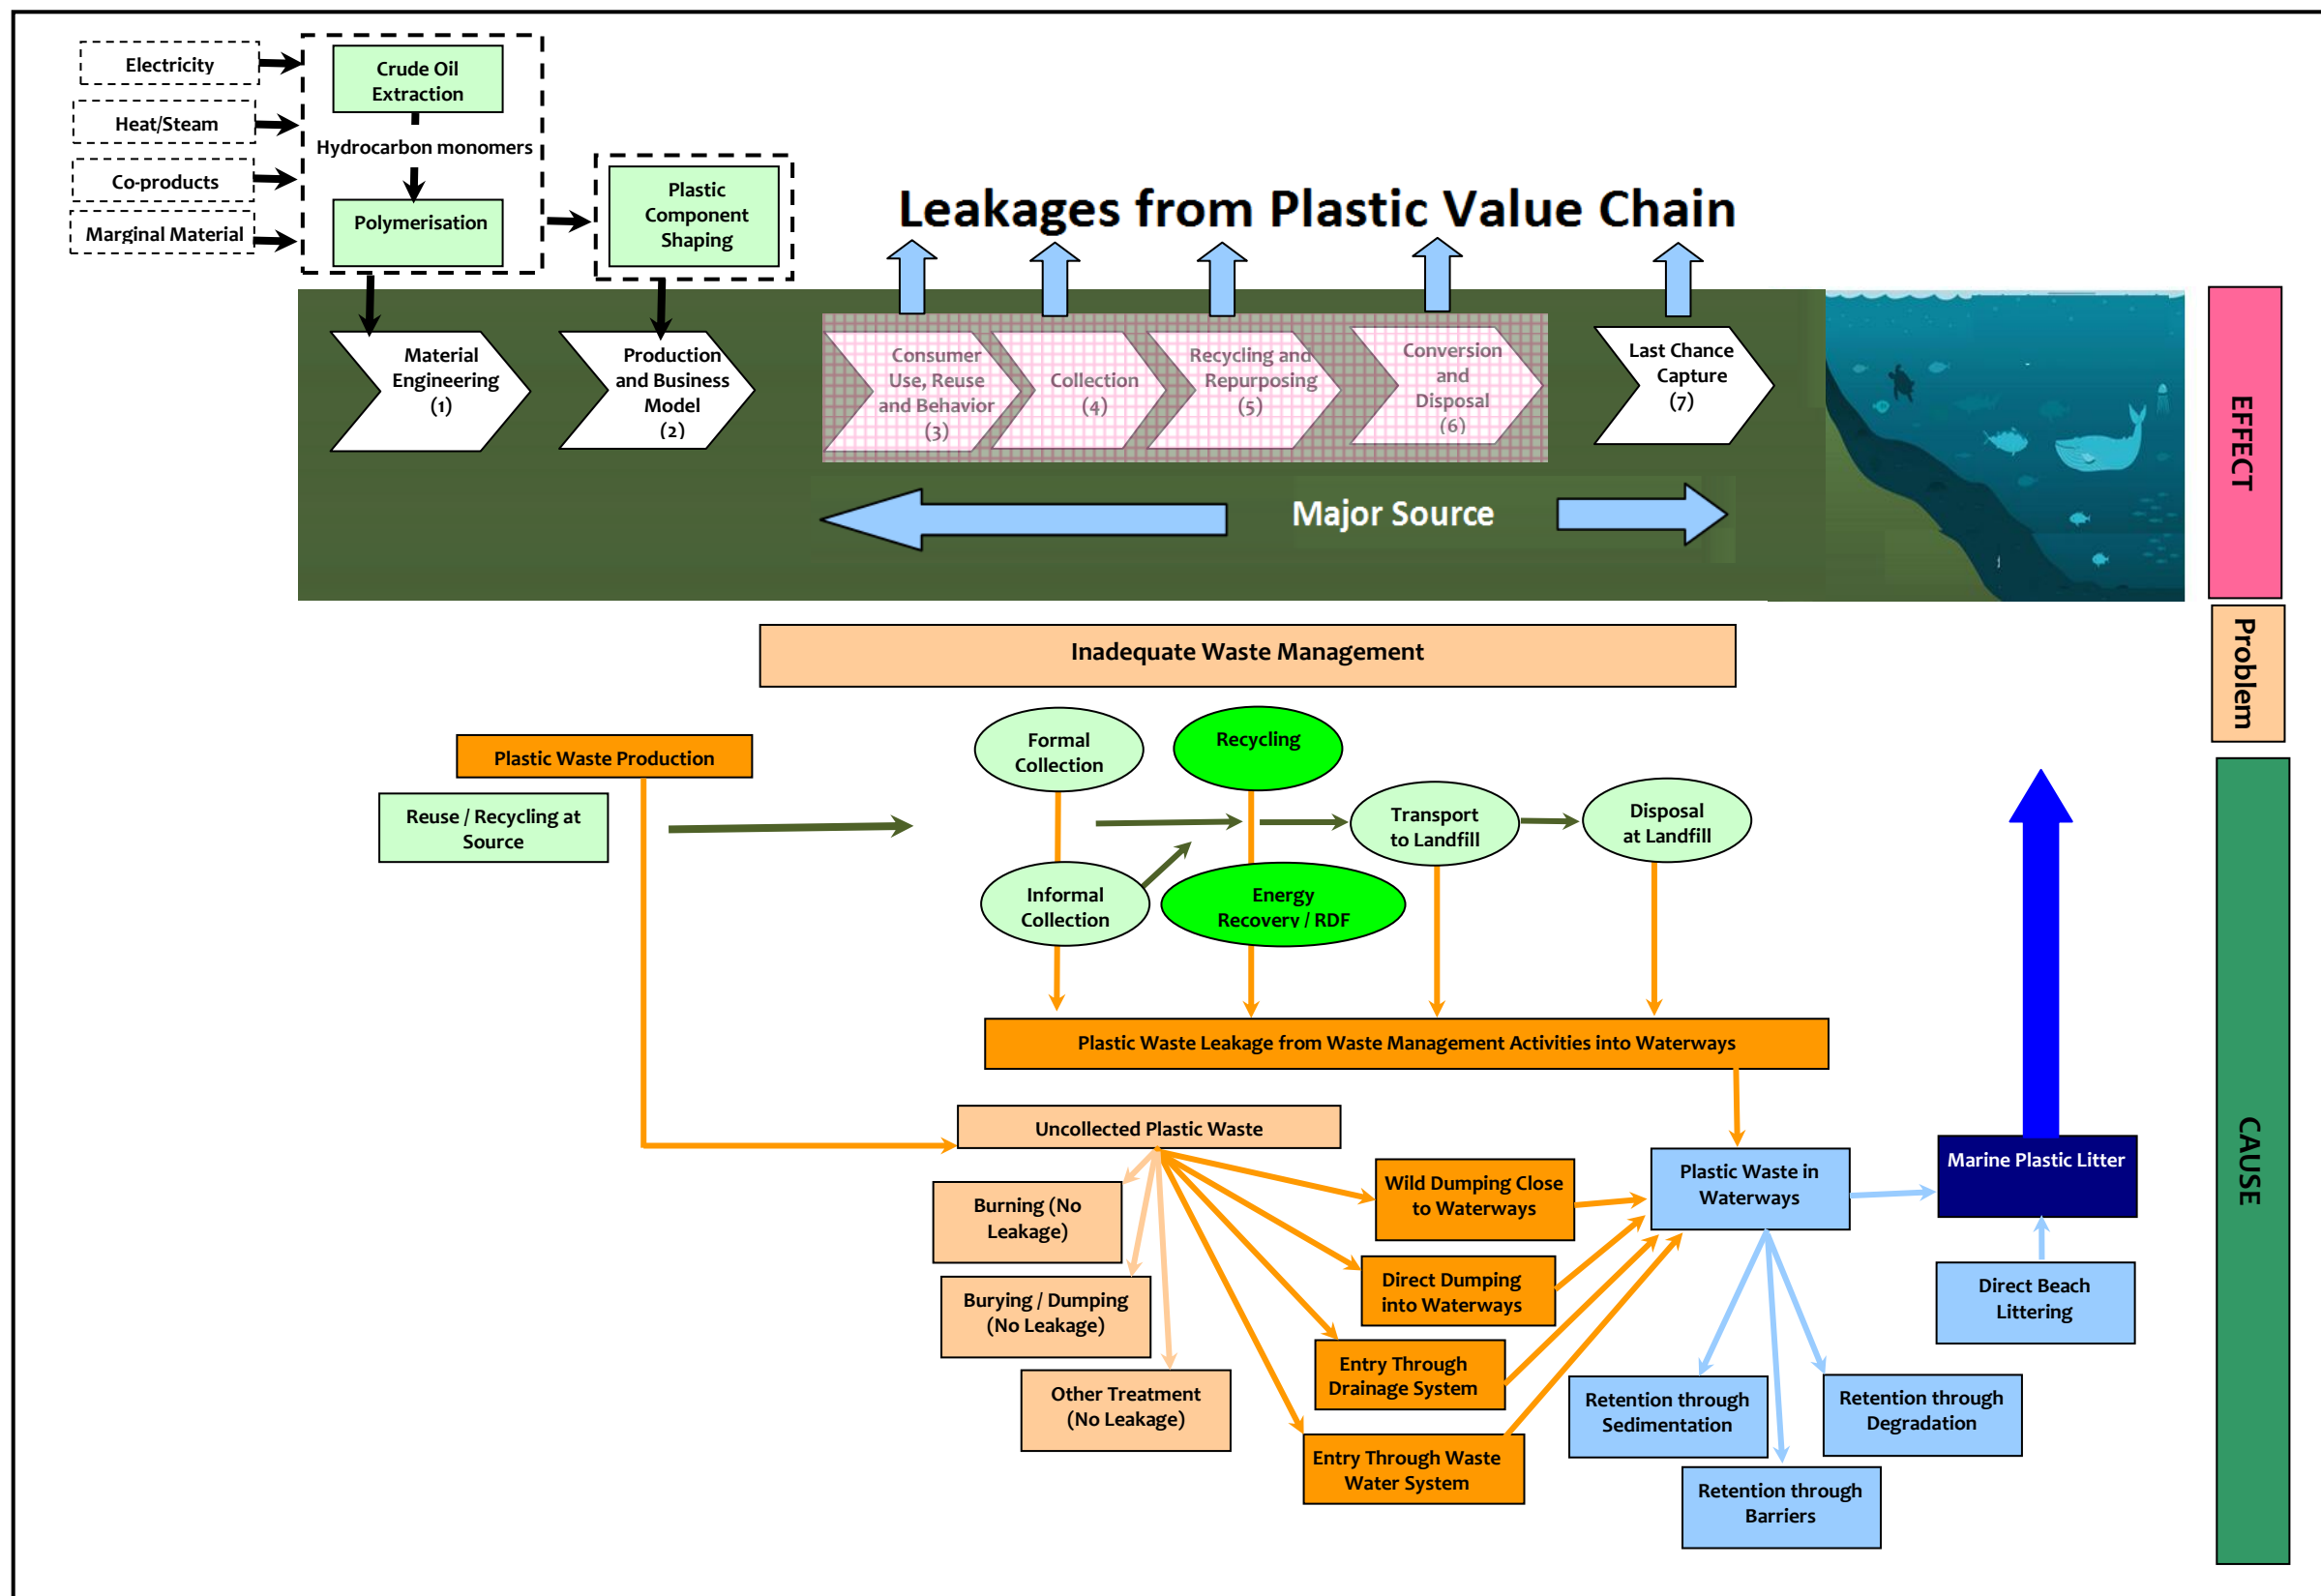 Electricity
Heat/Steam
Co-products
Marginal Material
Crude Oil
Extraction
Hydrocarbon monomers
Polymerisation
Plastic
Component
Shaping
Leakages from Plastic Value Chain
Material
Engineering
(1)
Production
and Business
Model
(2)
Consumer
Use, Reuse
and Behavior
(3)
Collection
(4)
Recycling and
Repurposing
(5)
Conversion
and
Disposal
(6)
Last Chance
Capture
(7)
Major Source
EFFECT
Inadequate Waste Management
Problem
Plastic Waste Production
Reuse / Recycling at
Source
Formal
Collection
Recycling
Transport
to Landfill
Disposal
at Landfill
Informal
Collection
Energy
Recovery / RDF
Plastic Waste Leakage from Waste Management Activities into Waterways
Uncollected Plastic Waste
Burning (No
Leakage)
Burying / Dumping
(No Leakage)
Other Treatment
(No Leakage)
Wild Dumping Close
to Waterways
Direct Dumping
into Waterways
Entry Through
Drainage System
Entry Through Waste
Water System
Plastic Waste in
Waterways
Marine Plastic Litter
Direct Beach
Littering
Retention through
Sedimentation
Retention through
Degradation
Retention through
Barriers
CAUSE